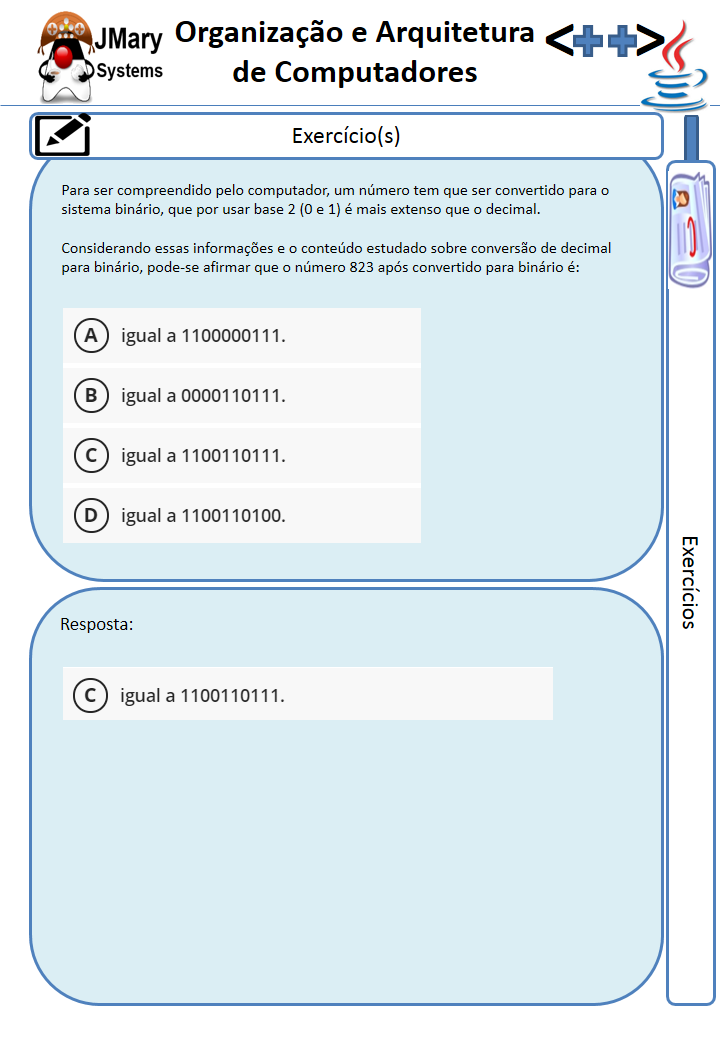 JMary
Systems
Organização e Arquitetura
de Computadores
<++>
Exercício(s)
Para ser compreendido pelo computador, um número tem que ser convertido para o
sistema binário, que por usar base 2 (0 e 1) é mais extenso que o decimal.
Considerando essas informações e o conteúdo estudado sobre conversão de decimal
para binário, pode-se afirmar que o número 823 após convertido para binário é:
A igual a 1100000111.
B igual a 0000110111.
C igual a 1100110111.
D igual a 1100110100.
Exercícios
Resposta:
C igual a 1100110111.